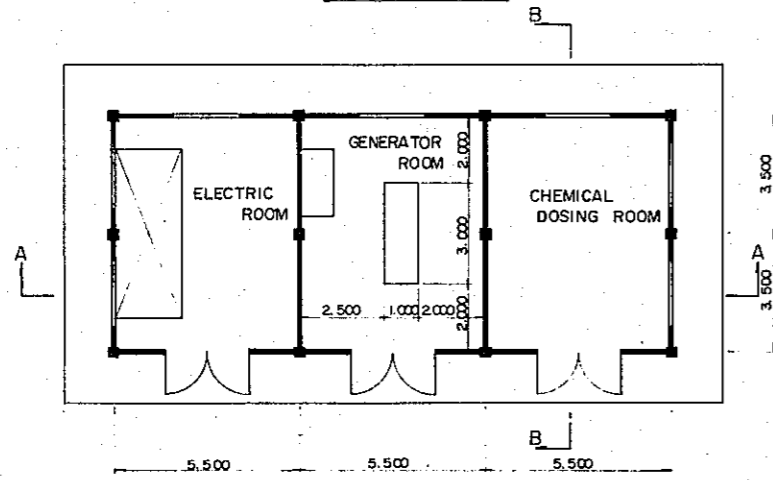 B
GENERATOR
ROOM
2.000
3.500
ELECTRIC
ROOM
CHEMICAL
DOSING ROOM
3.000
A
A
2.500
1.000
2.000
2.000
3.500
B
5.500
5.500
5.500